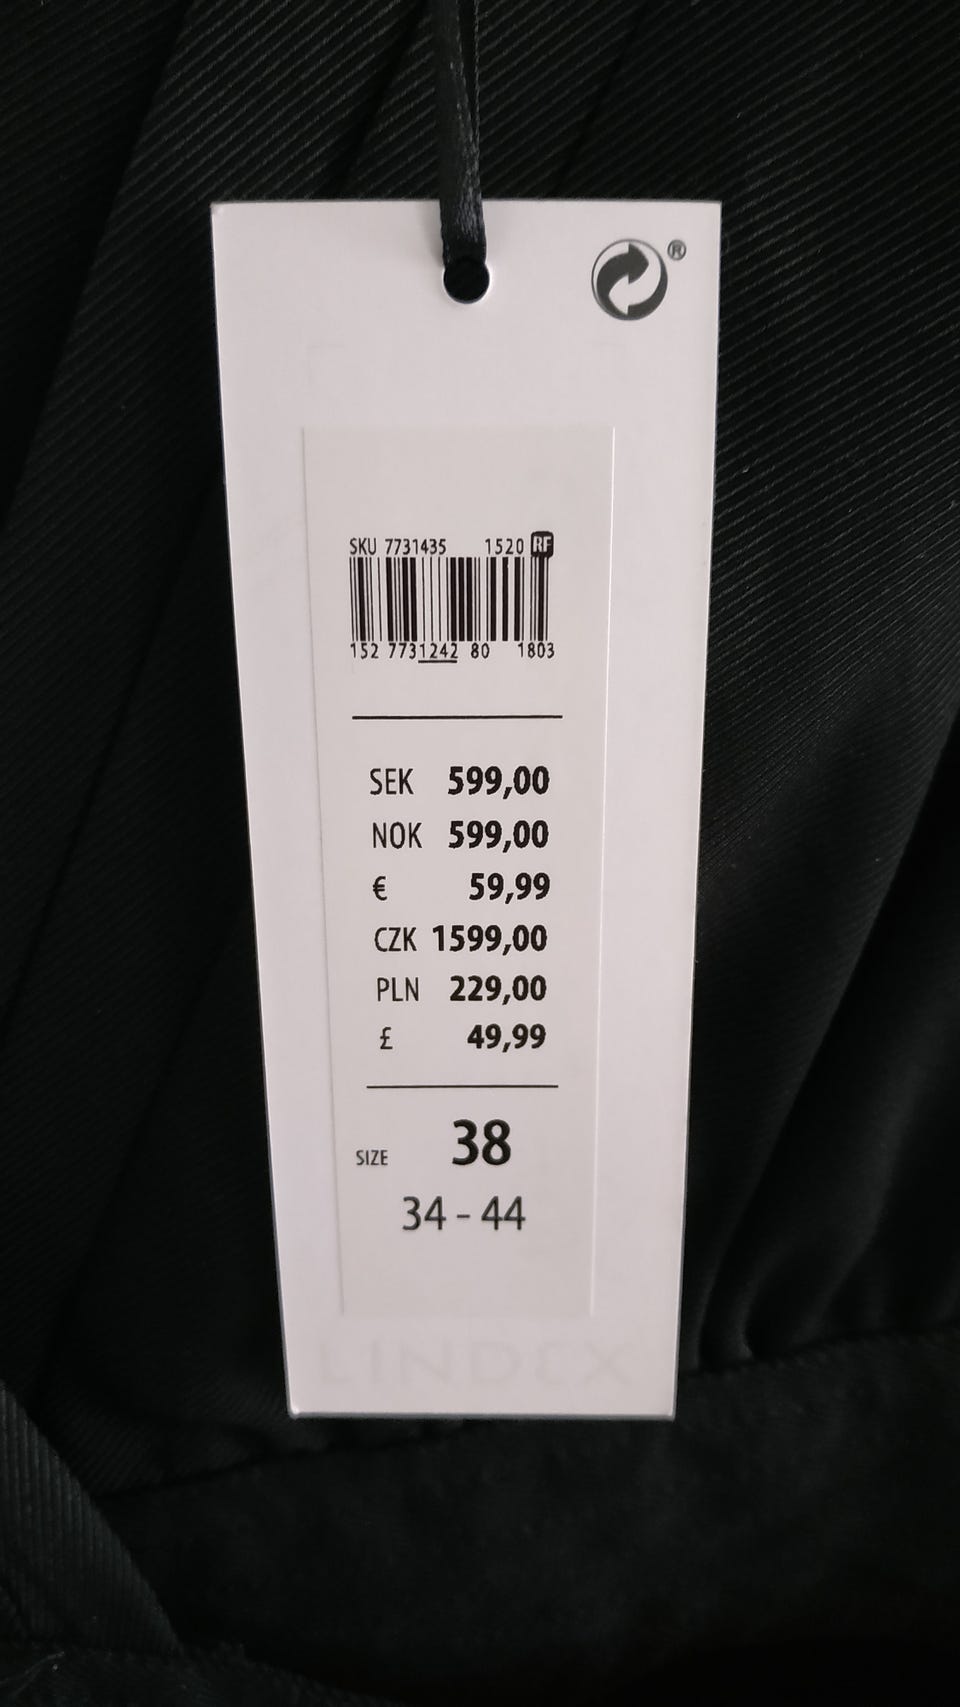 ®
SKU 7731435 1520 RF
152 7731242 80 1803
SEK 599,00
NOK 599,00
€ 59,99
CZK 1599,00
PLN 229,00
£ 49,99
SIZE 38
34 - 44
LINDEX